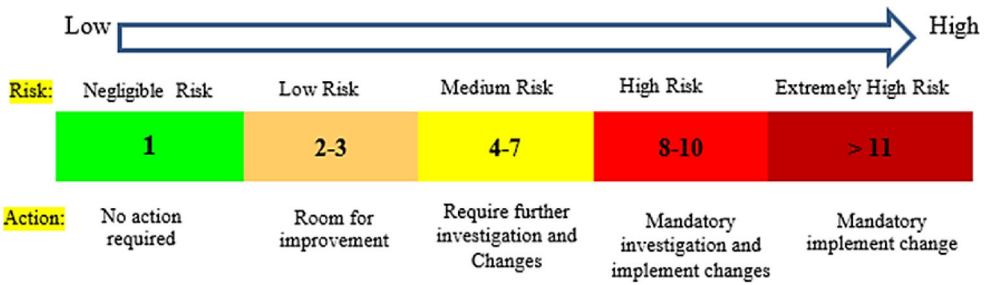 Low High
Risk: Negligible Risk Low Risk Medium Risk High Risk Extremely High Risk
1 2-3 4-7 8-10 > 11
Action:
No action
required
Room for
improvement
Require further
investigation and
Changes
Mandatory
investigation and
implement changes
Mandatory
implement change